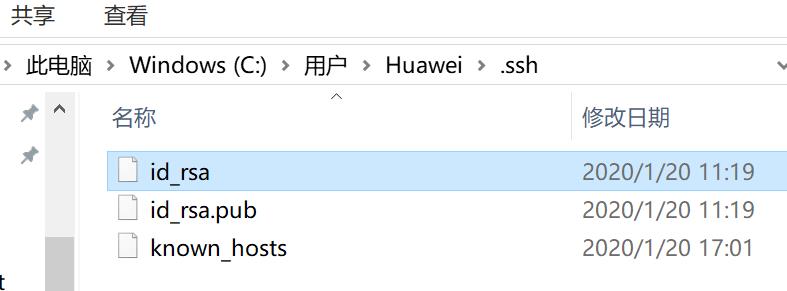 共享 查看
此电脑 Windows (C:) 用户 Huawei .ssh
名称 修改日期
id_rsa 2020/1/20 11:19
id_rsa.pub 2020/1/20 11:19
known_hosts 2020/1/20 17:01
t